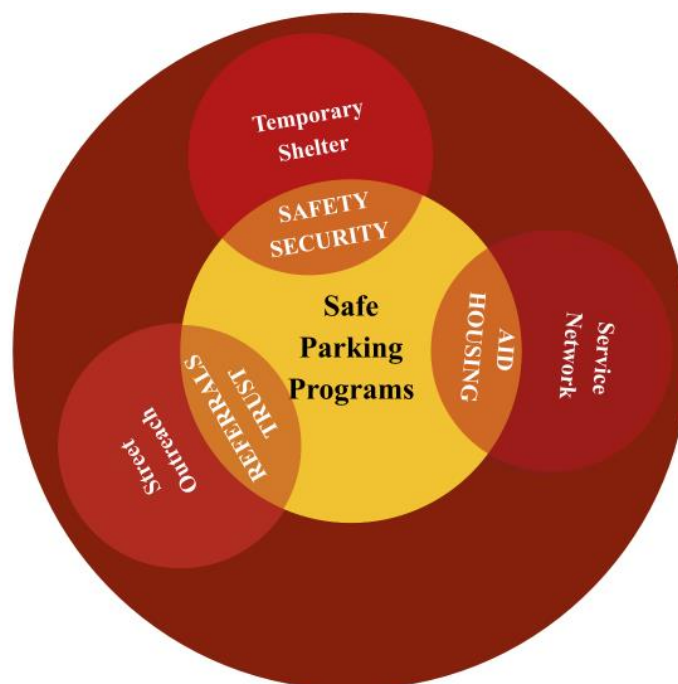 Temporary
Shelter
SAFETY
SECURITY
Safe
Parking
Programs
AID
HOUSING
Service
Network
REFERRALS
TRUST
Street
Outreach